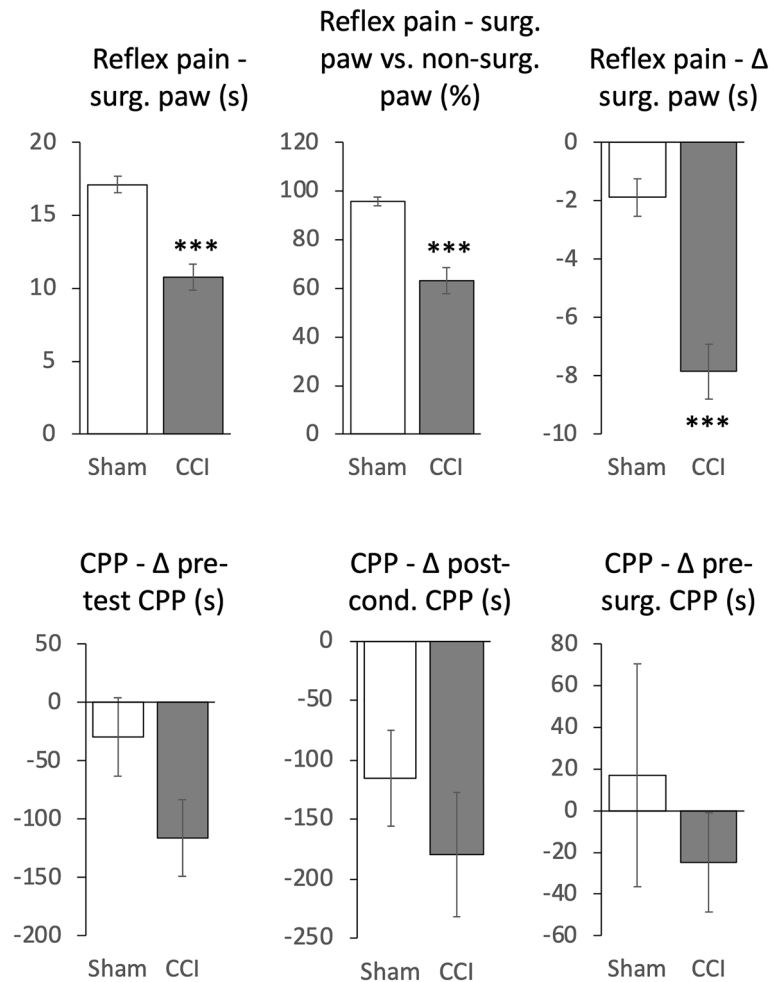 Reflex pain -
surg. paw (s)
20
15
10
5
0
***
Sham CCI
Reflex pain - surg.
paw vs. non-surg.
paw (%)
120
100
80
60
40
20
0
***
Sham CCI
Reflex pain - Δ
surg. paw (s)
0
-2
-4
-6
-8
-10
***
Sham CCI
CPP - Δ pre-
test CPP (s)
50
0
-50
-100
-150
-200
Sham CCI
CPP - Δ post-
cond. CPP (s)
0
-50
-100
-150
-200
-250
Sham CCI
CPP - Δ pre-
surg. CPP (s)
80
60
40
20
0
-20
-40
-60
Sham CCI